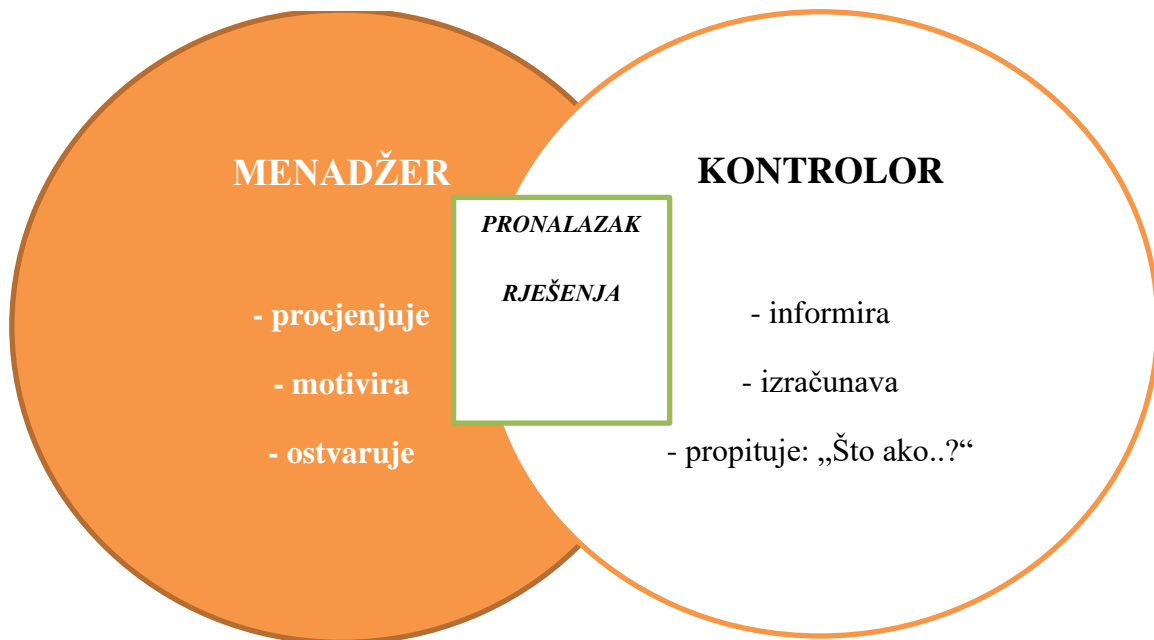 MENADŽER
- procjenjuje
- motivira
- ostvaruje
PRONALAZAK
RJEŠENJA
KONTROLOR
- informira
- izračunava
- propituje: „Što ako..?“